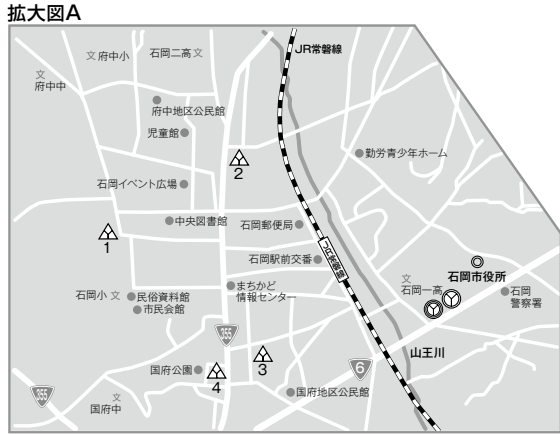 拡大図A
JR常磐線
文 府中小
石岡二高 文
文
府中中
府中地区公民館
児童館
2
勤労青少年ホーム
石岡イベント広場
中央図書館
石岡郵便局
1
石岡駅前交番
JR石岡駅
石岡市役所
文
石岡一高
石岡
警察署
まちかど
情報センター
石岡小 文
民俗資料館
市民会館
355
山王川
3
6
国府公園
4
355
国府中
文
国府地区公民館